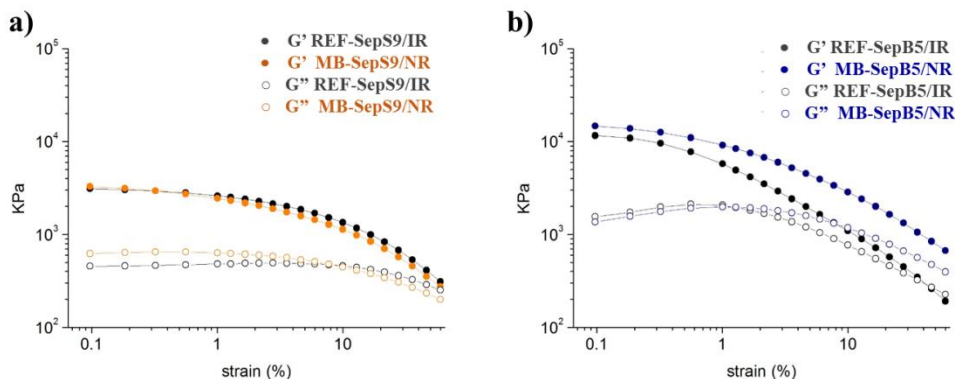 a)
G’ REF-SepS9/IR
G’ MB-SepS9/NR
G” REF-SepS9/IR
G” MB-SepS9/NR
10⁵
10⁴
10³
10²
KPa
0.1 1 10
strain (%)
b)
G’ REF-SepB5/IR
G’ MB-SepB5/NR
G” REF-SepB5/IR
G” MB-SepB5/NR
10⁵
10⁴
10³
10²
KPa
0.1 1 10
strain (%)